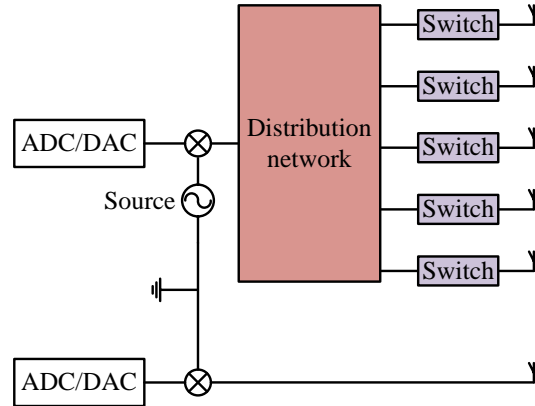 Switch
Switch
Distribution
network
Switch
ADC/DAC
Source
Switch
Switch
ADC/DAC